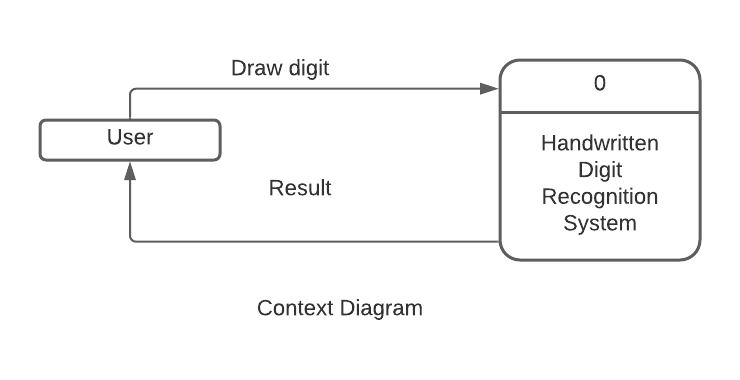 Draw digit
0
User
Handwritten
Digit
Recognition
System
Result
Context Diagram